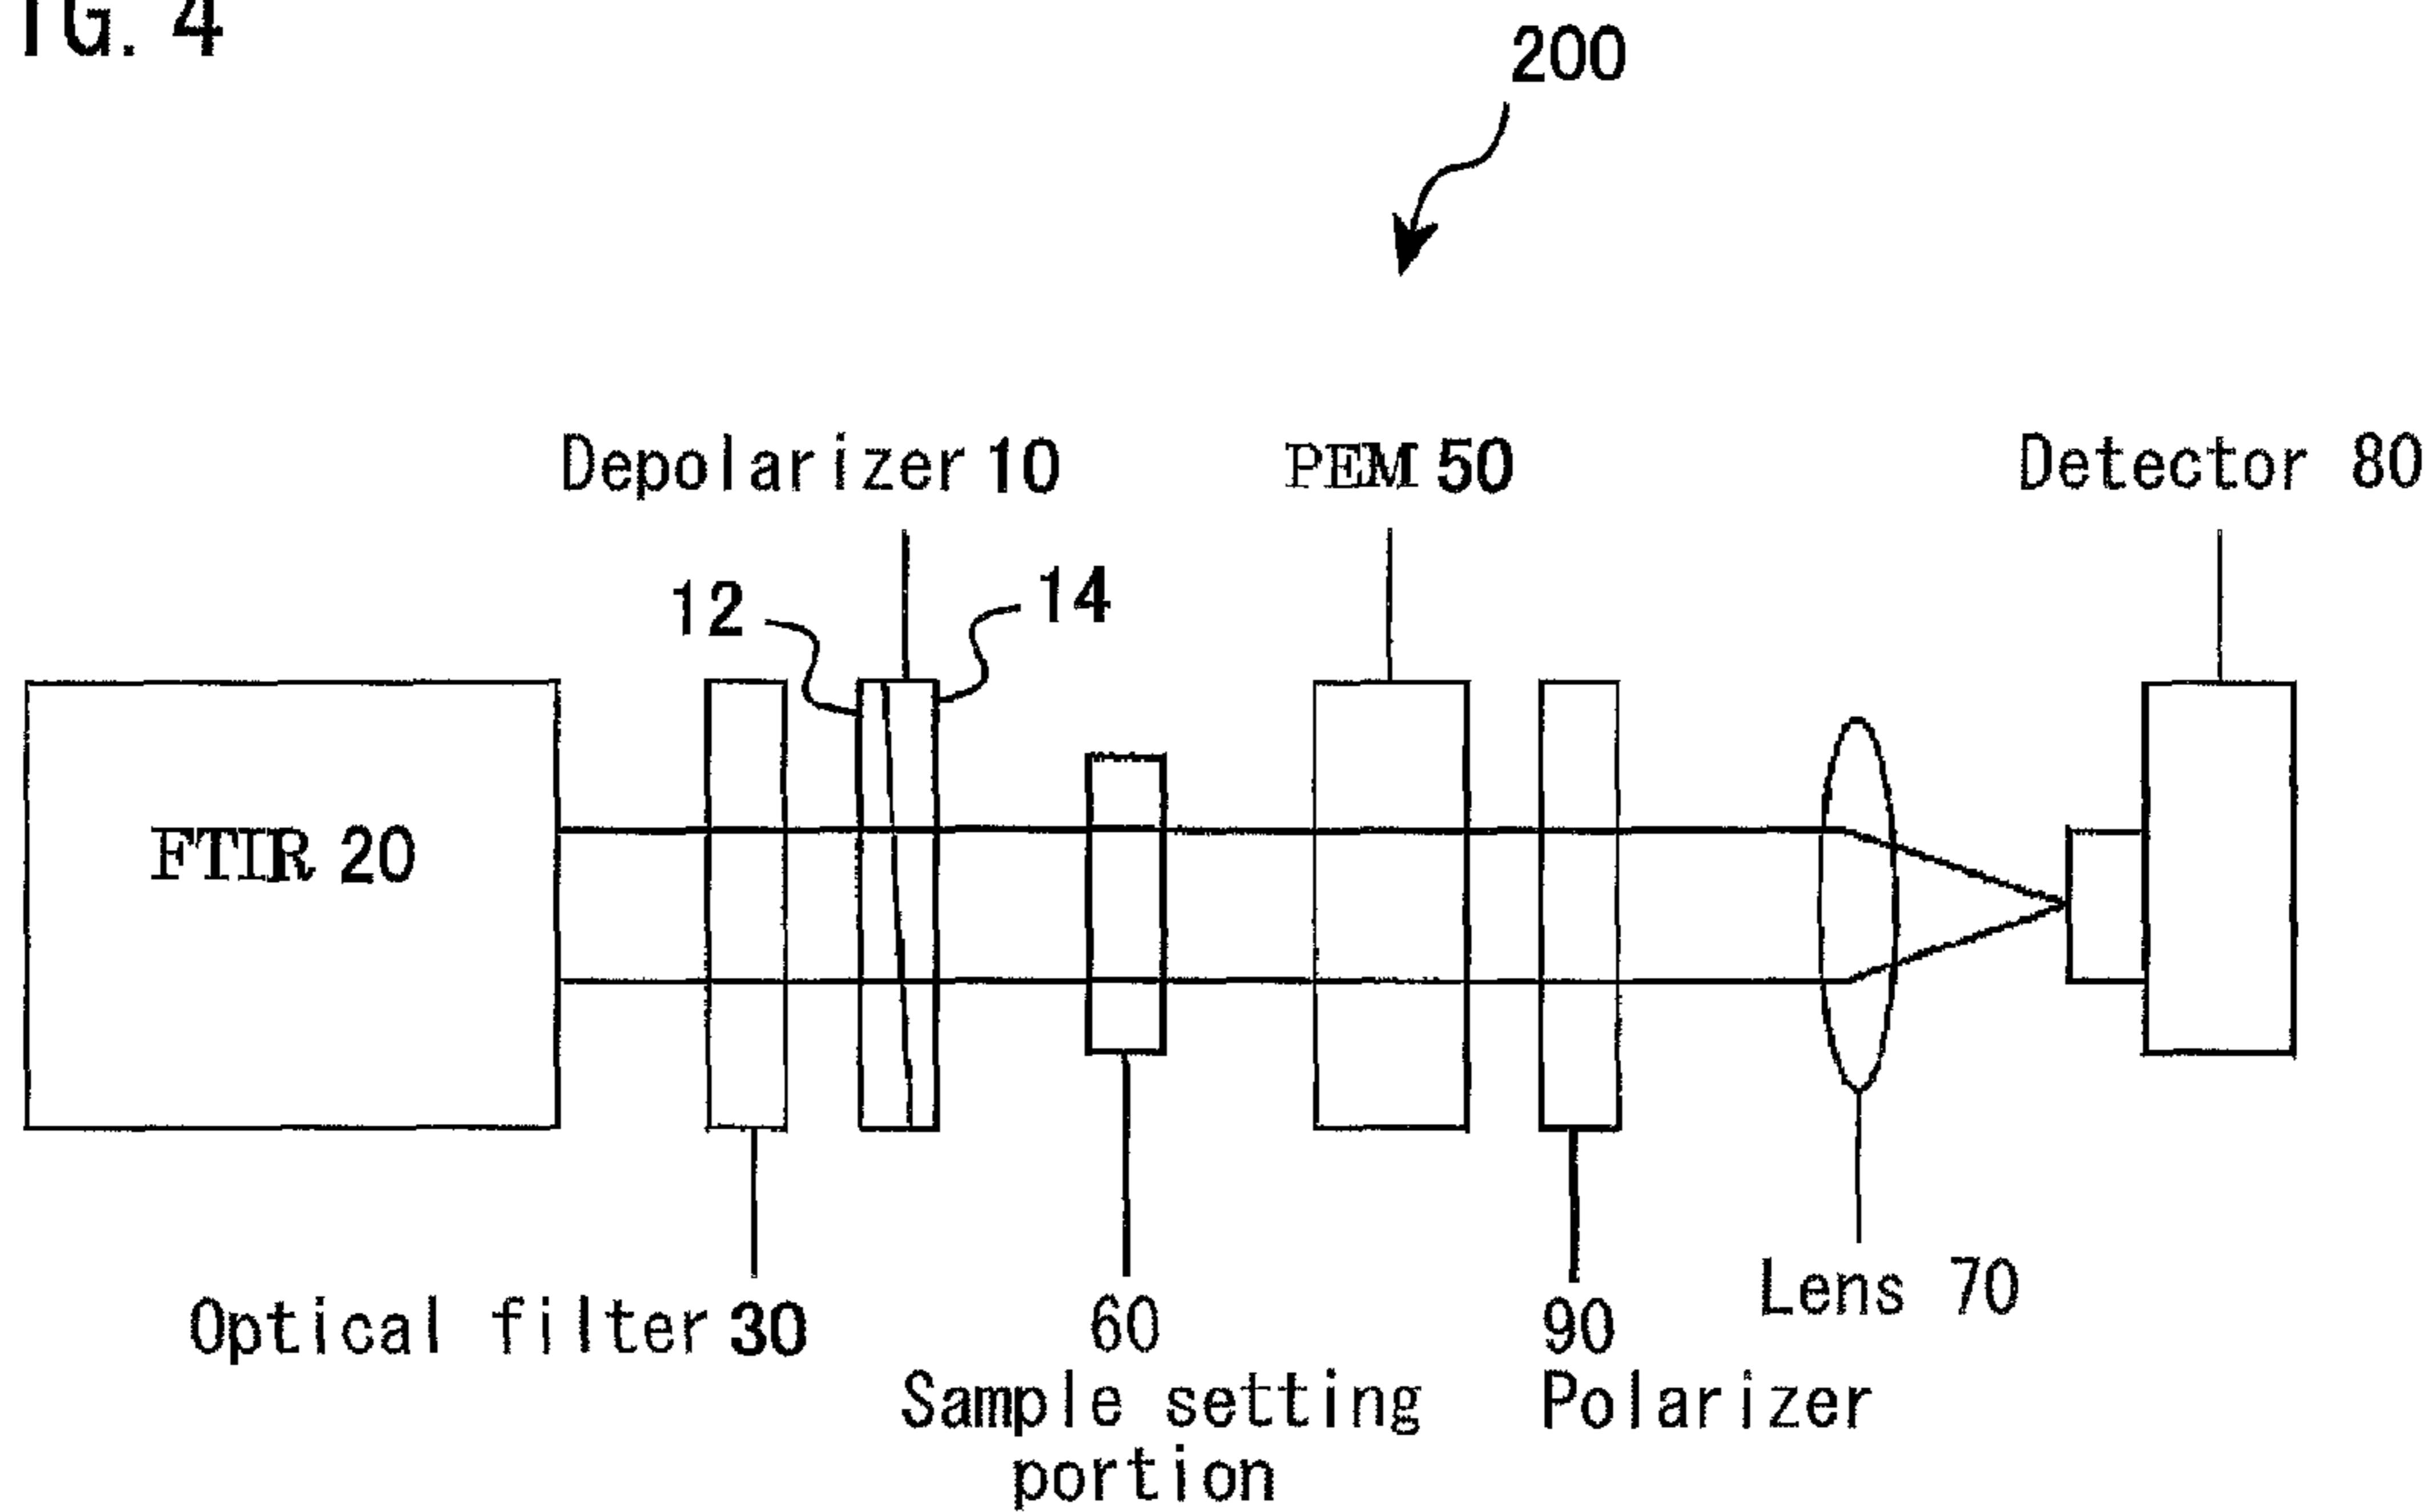 IG. 4
200
Depolarizer 10
PEM 50
Detector 80
12
14
FTIR 20
Optical filter 30
60
Sample setting
portion
90
Polarizer
Lens 70